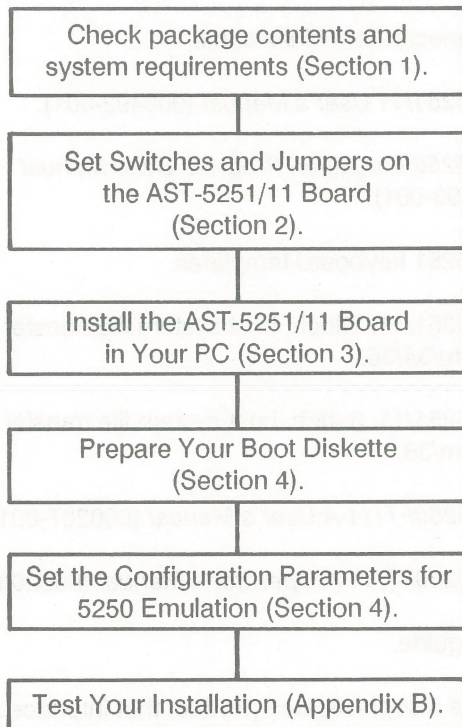 Check package contents and
system requirements (Section 1).
Set Switches and Jumpers on
the AST-5251/11 Board
(Section 2).
Install the AST-5251/11 Board
in Your PC (Section 3).
Prepare Your Boot Diskette
(Section 4).
Set the Configuration Parameters for
5250 Emulation (Section 4).
Test Your Installation (Appendix B).